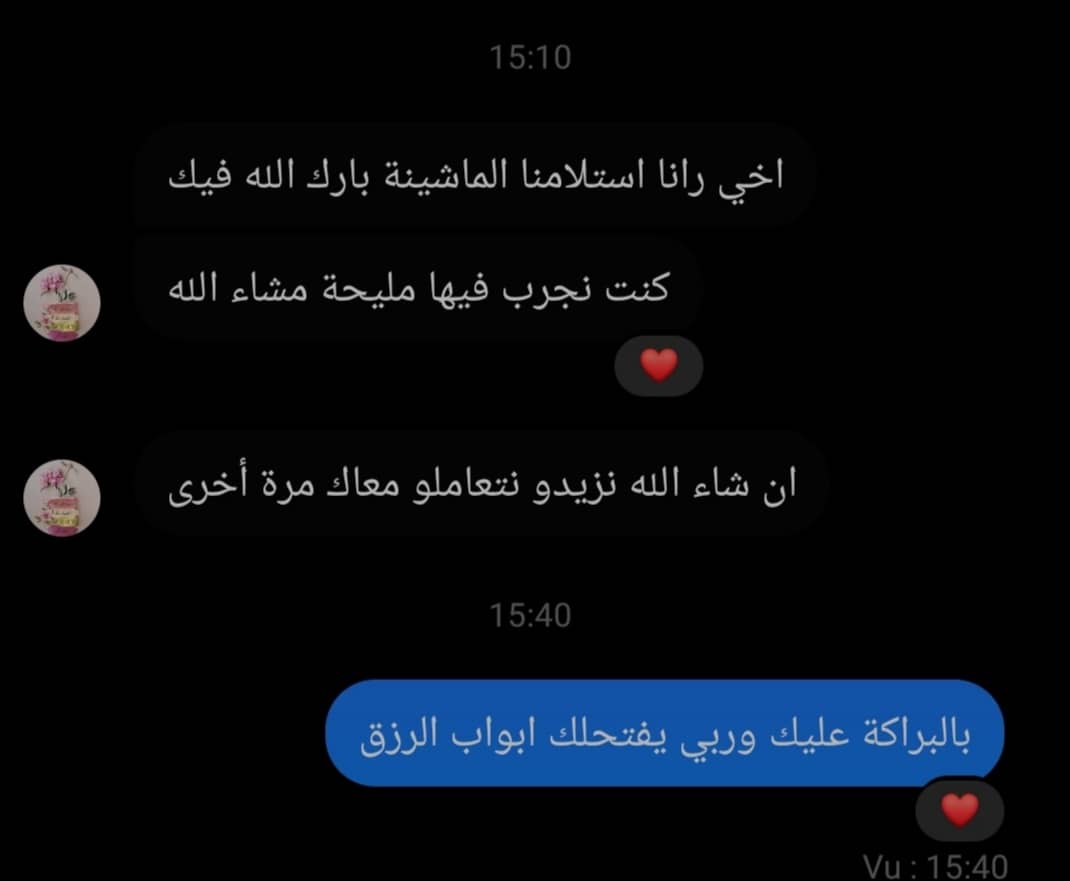 15:10
اخي رانا استلامنا الماشينة بارك الله فيك
كنت نجرب فيها مليحة مشاء الله
ان شاء الله نزيدو نتعاملو معاك مرة أخرى
15:40
بالبراكة عليك وربي يفتحلك ابواب الرزق
Vu : 15:40